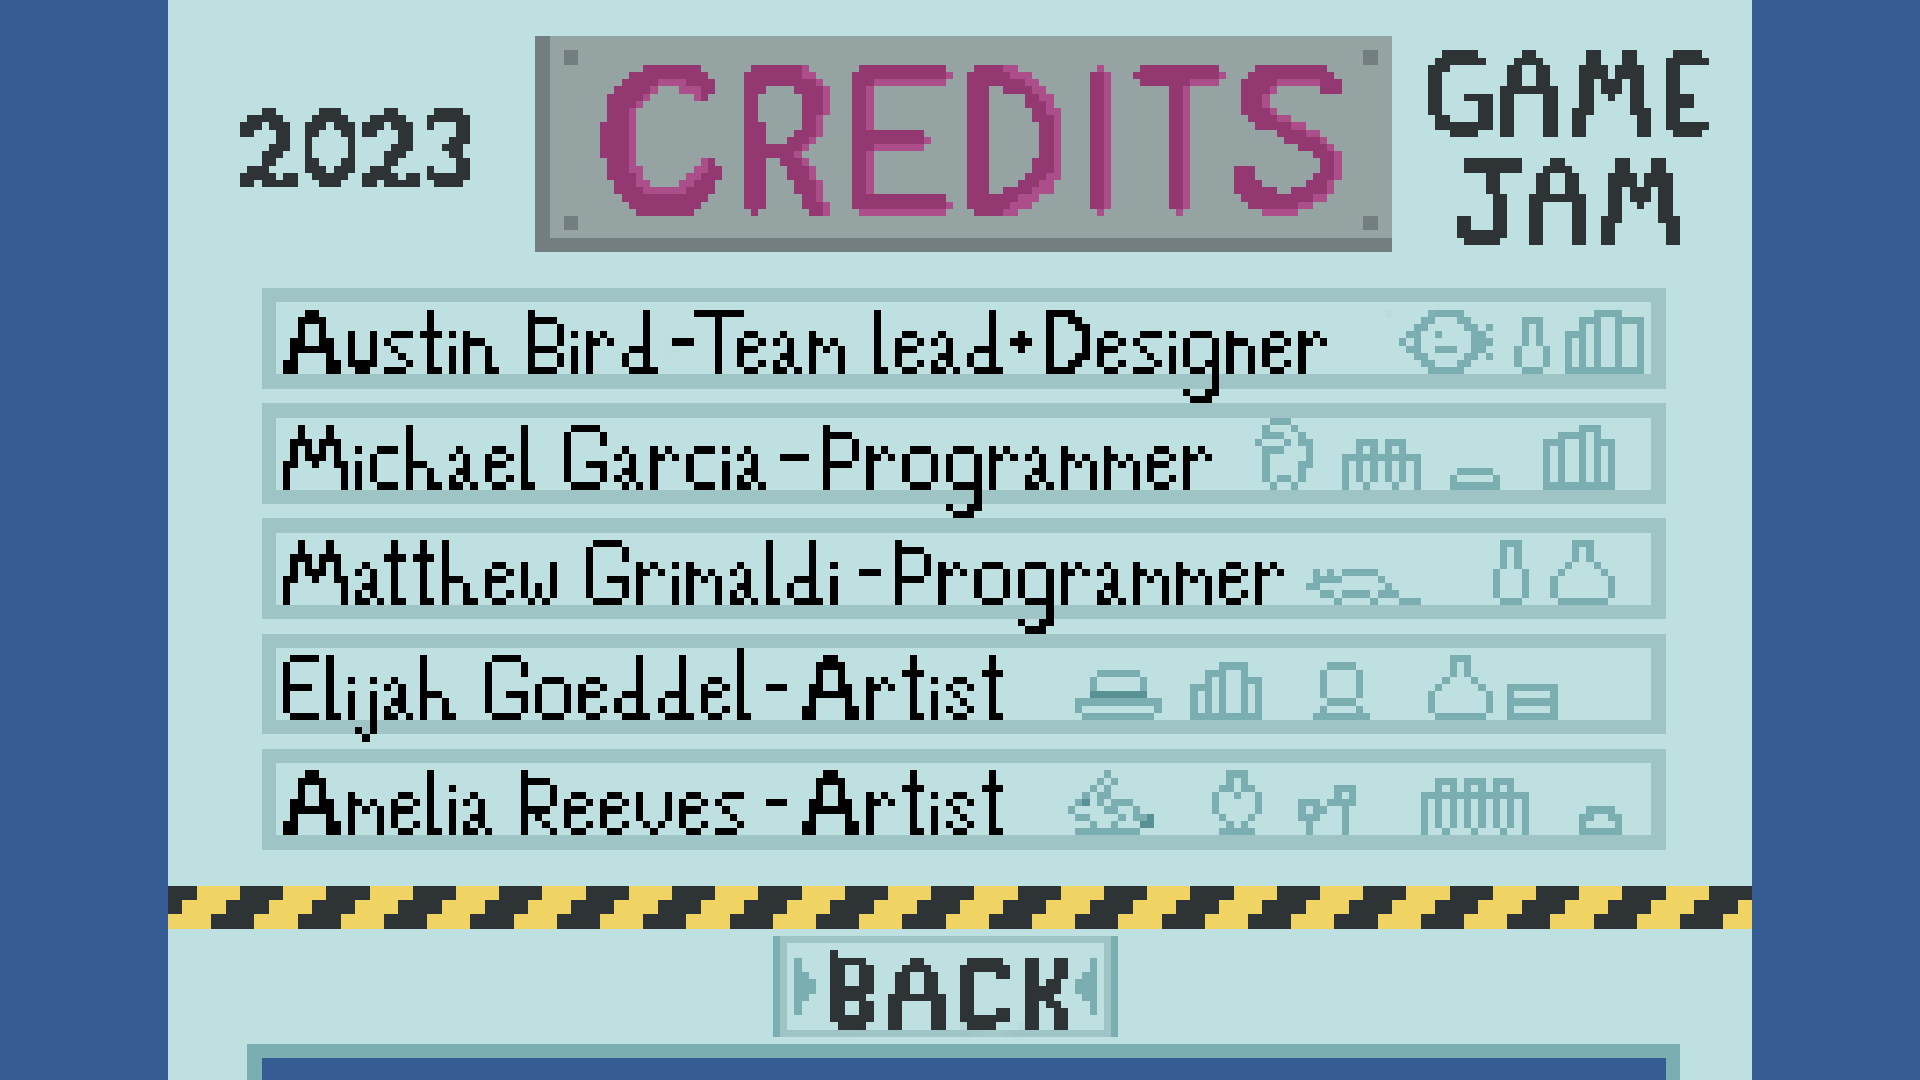 2023
CREDITS
GAME
JAM
Austin Bird-Team lead+Designer
Michael Garcia-Programmer
Matthew Grimaldi-Programmer
Elijah Goeddel-Artist
Amelia Reeves-Artist
BACK